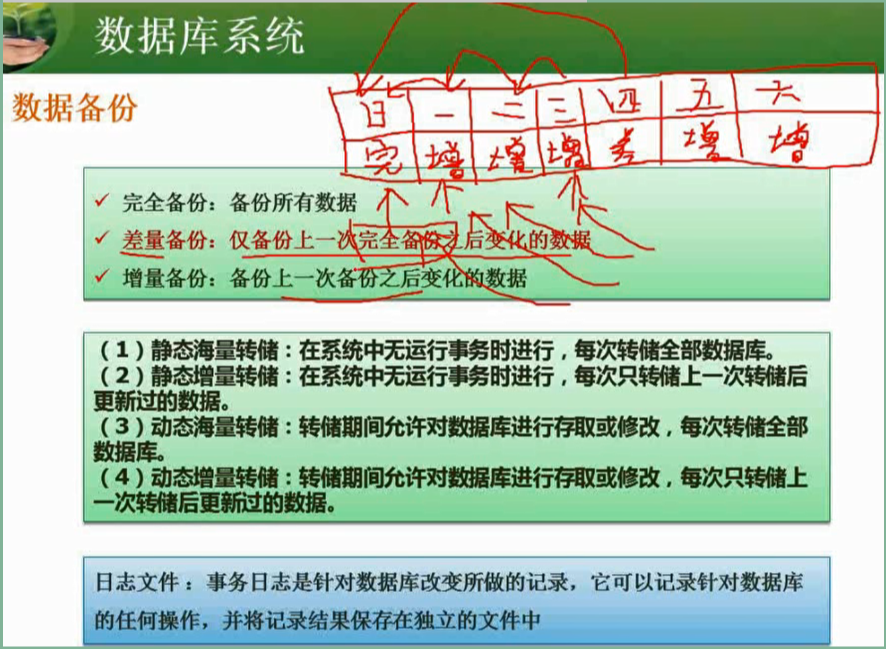 数据库系统
数据备份
日 一 二 三 四 五 六
完 增 增 增 差 增 增
✓ 完全备份：备份所有数据
✓ 差量备份：仅备份上一次完全备份之后变化的数据
✓ 增量备份：备份上一次备份之后变化的数据
（1）静态海量转储：在系统中无运行事务时进行，每次转储全部数据库。
（2）静态增量转储：在系统中无运行事务时进行，每次只转储上一次转储后
更新过的数据。
（3）动态海量转储：转储期间允许对数据库进行存取或修改，每次转储全部
数据库。
（4）动态增量转储：转储期间允许对数据库进行存取或修改，每次只转储上
一次转储后更新过的数据。
日志文件：事务日志是针对数据库改变所做的记录，它可以记录针对数据库
的任何操作，并将记录结果保存在独立的文件中